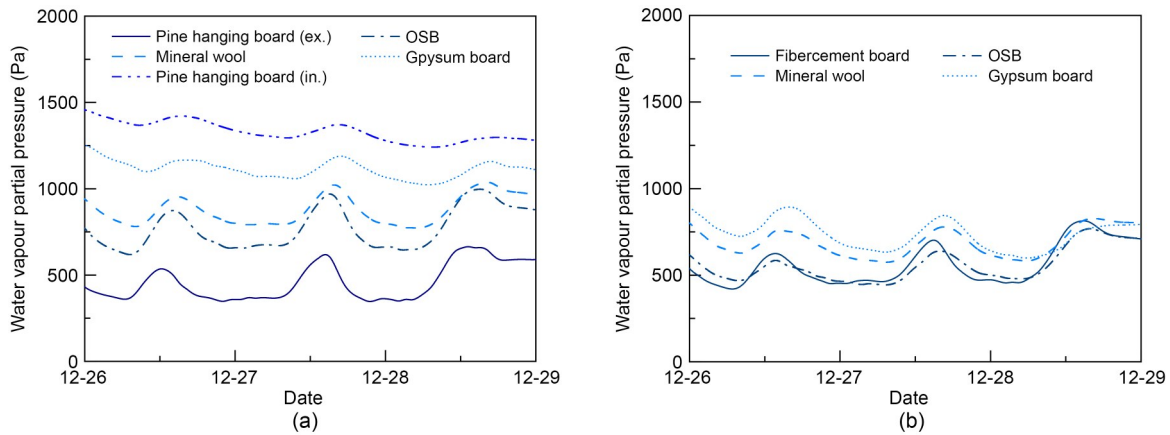 2000
1500
1000
500
0
Water vapour partial pressure (Pa)
Pine hanging board (ex.)
Mineral wool
Pine hanging board (in.)
OSB
Gpysum board
12-26
12-27
12-28
12-29
Date
(a)
2000
1500
1000
500
0
Water vapour partial pressure (Pa)
Fibercement board
Mineral wool
OSB
Gypsum board
12-26
12-27
12-28
12-29
Date
(b)